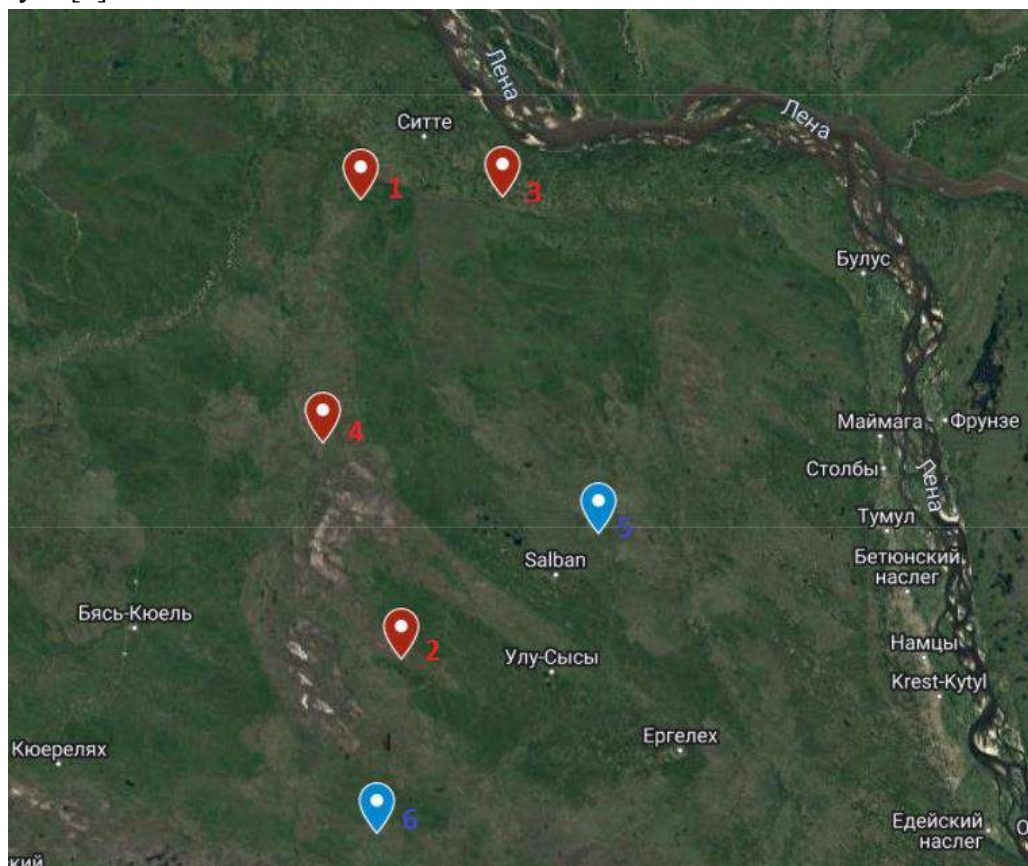 Лена
Лена
Ситте
1
3
Булус
4
Маймага
Фрунзе
Столбы
Лена
5
Тумул
Salban
Бетюнский
наслег
Бясь-Кюель
2
Улу-Сысы
Намцы
Krest-Kytyl
Ергелех
Кюерелях
6
Едейский
наслег
кий